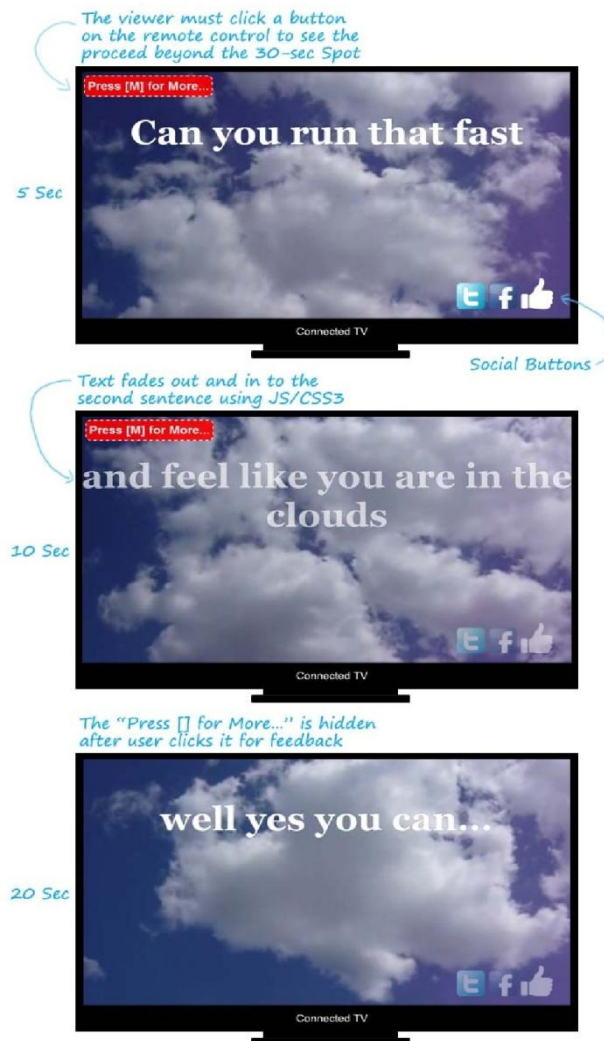 The viewer must click a button
on the remote control to see the
proceed beyond the 30-sec Spot
Press [M] for More...
Can you run that fast
5 Sec
Connected TV
Social Buttons
Text fades out and in to the
second sentence using JS/CSS3
Press [M] for More...
and feel like you are in the
clouds
10 Sec
Connected TV
The "Press [] for More..." is hidden
after user clicks it for feedback
well yes you can...
20 Sec
Connected TV